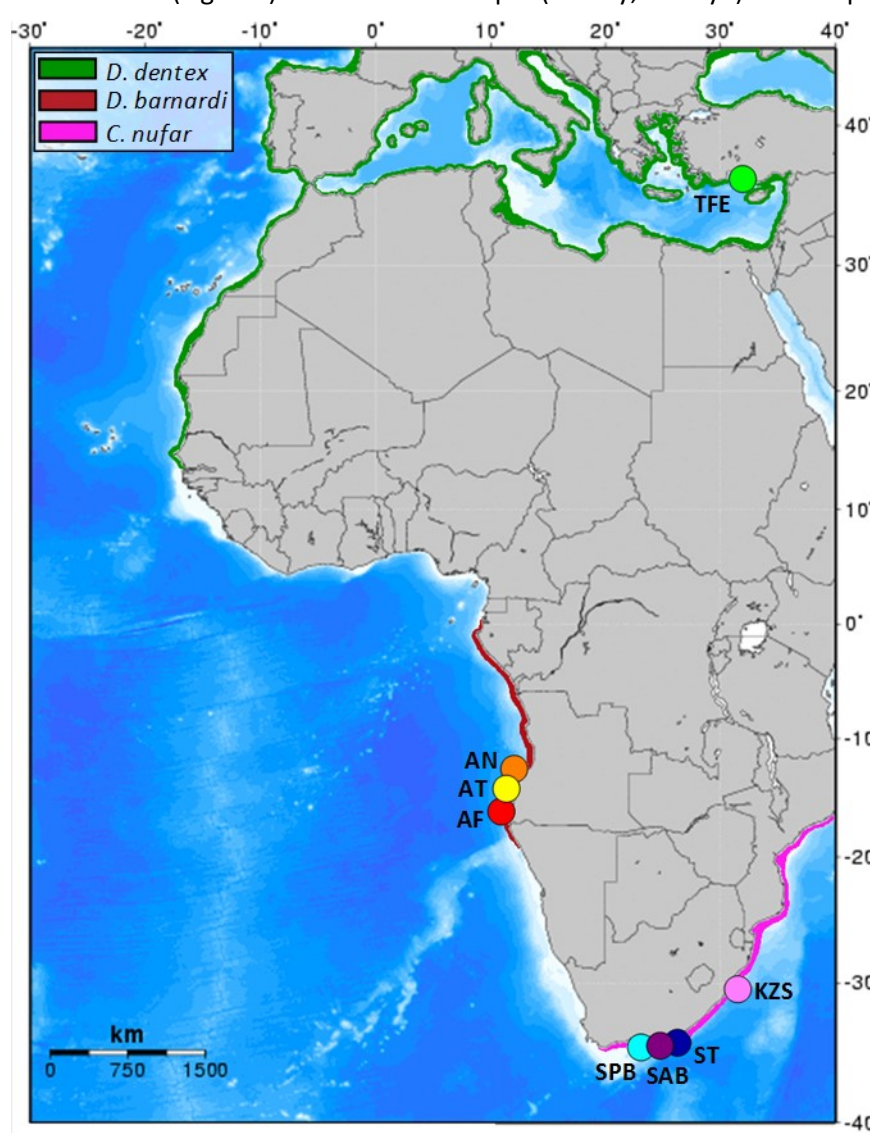 -30˚ -20˚ -10˚ 0˚ 10˚ 20˚ 30˚ 40˚
D. dentex
D. barnardi
C. nufar
40˚
TFE
30˚
20˚
10˚
0˚
AN
-10˚
AT
AF
-20˚
KZS
-30˚
km
0 750 1500
ST
SPB
SAB
-40˚